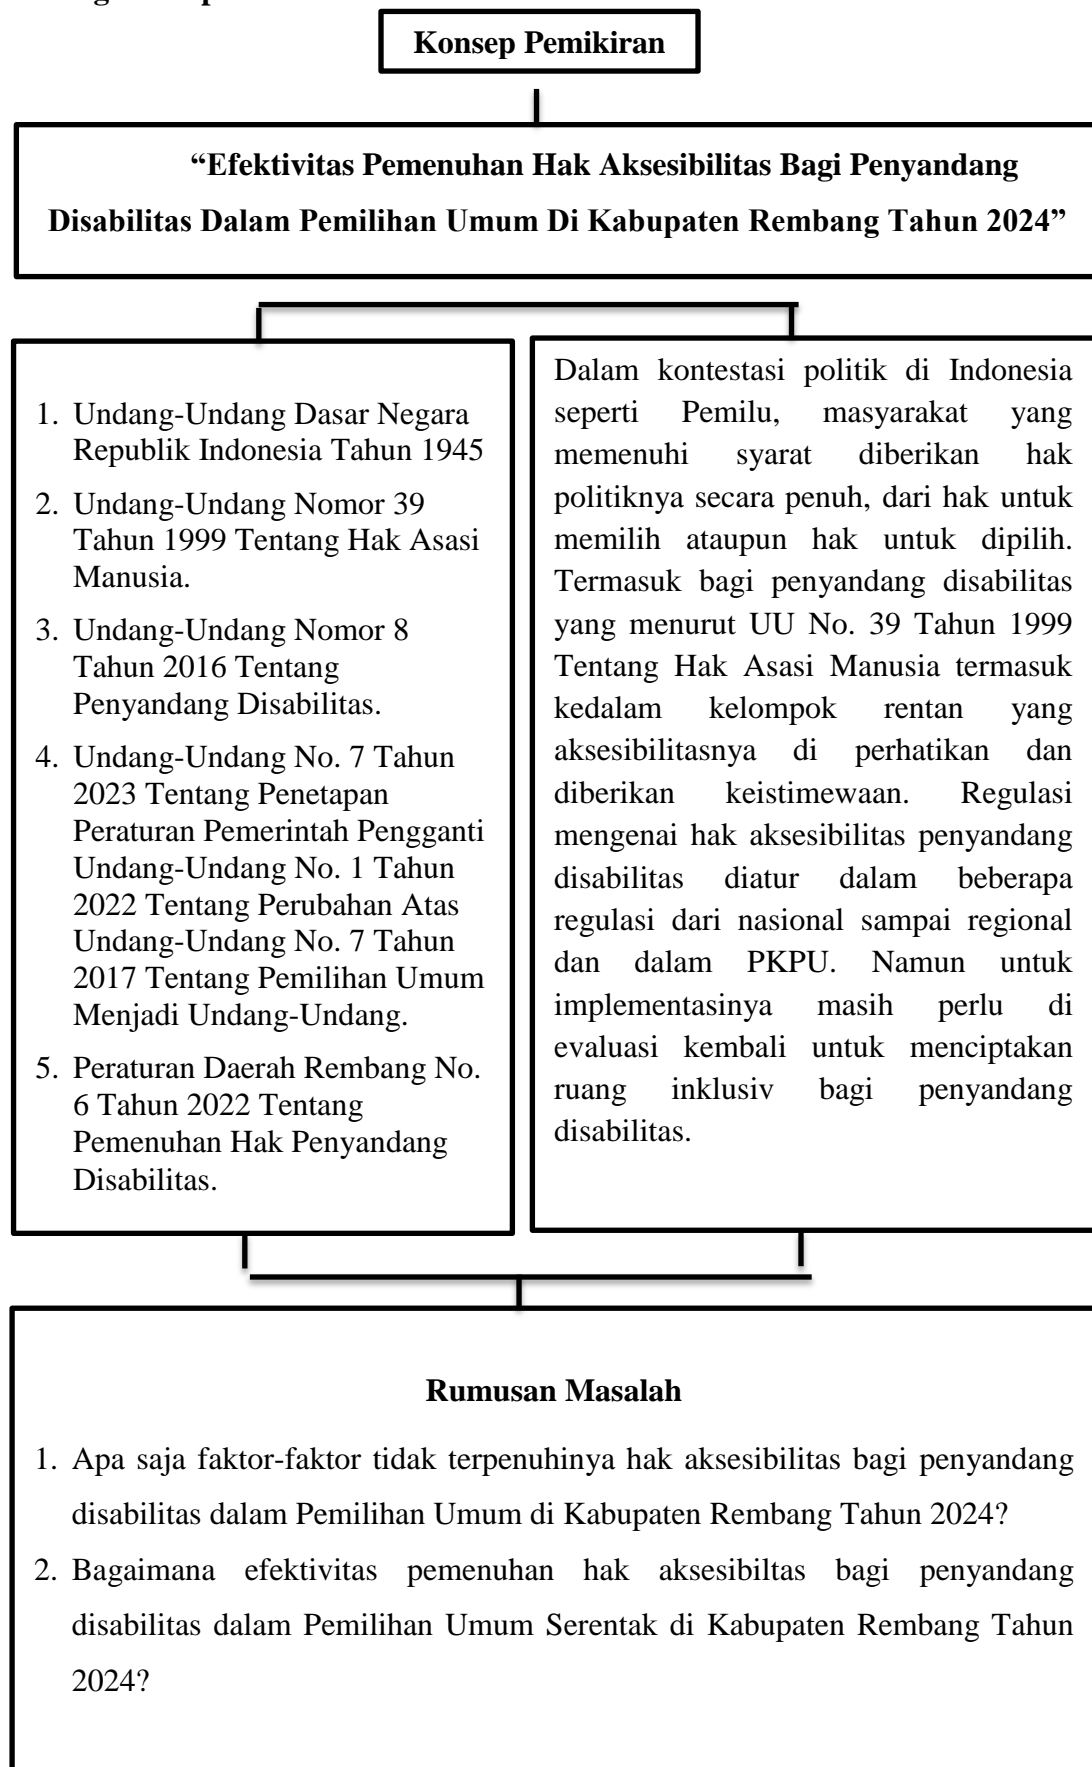 Konsep Pemikiran
“Efektivitas Pemenuhan Hak Aksesibilitas Bagi Penyandang
Disabilitas Dalam Pemilihan Umum Di Kabupaten Rembang Tahun 2024”
1. Undang-Undang Dasar Negara
Republik Indonesia Tahun 1945
2. Undang-Undang Nomor 39
Tahun 1999 Tentang Hak Asasi
Manusia.
3. Undang-Undang Nomor 8
Tahun 2016 Tentang
Penyandang Disabilitas.
4. Undang-Undang No. 7 Tahun
2023 Tentang Penetapan
Peraturan Pemerintah Pengganti
Undang-Undang No. 1 Tahun
2022 Tentang Perubahan Atas
Undang-Undang No. 7 Tahun
2017 Tentang Pemilihan Umum
Menjadi Undang-Undang.
5. Peraturan Daerah Rembang No.
6 Tahun 2022 Tentang
Pemenuhan Hak Penyandang
Disabilitas.
Dalam kontestasi politik di Indonesia
seperti Pemilu, masyarakat yang
memenuhi syarat diberikan hak
politiknya secara penuh, dari hak untuk
memilih ataupun hak untuk dipilih.
Termasuk bagi penyandang disabilitas
yang menurut UU No. 39 Tahun 1999
Tentang Hak Asasi Manusia termasuk
kedalam kelompok rentan yang
aksesibilitasnya di perhatikan dan
diberikan keistimewaan. Regulasi
mengenai hak aksesibilitas penyandang
disabilitas diatur dalam beberapa
regulasi dari nasional sampai regional
dan dalam PKPU. Namun untuk
implementasinya masih perlu di
evaluasi kembali untuk menciptakan
ruang inklusiv bagi penyandang
disabilitas.
Rumusan Masalah
1. Apa saja faktor-faktor tidak terpenuhinya hak aksesibilitas bagi penyandang
disabilitas dalam Pemilihan Umum di Kabupaten Rembang Tahun 2024?
2. Bagaimana efektivitas pemenuhan hak aksesibiltas bagi penyandang
disabilitas dalam Pemilihan Umum Serentak di Kabupaten Rembang Tahun
2024?